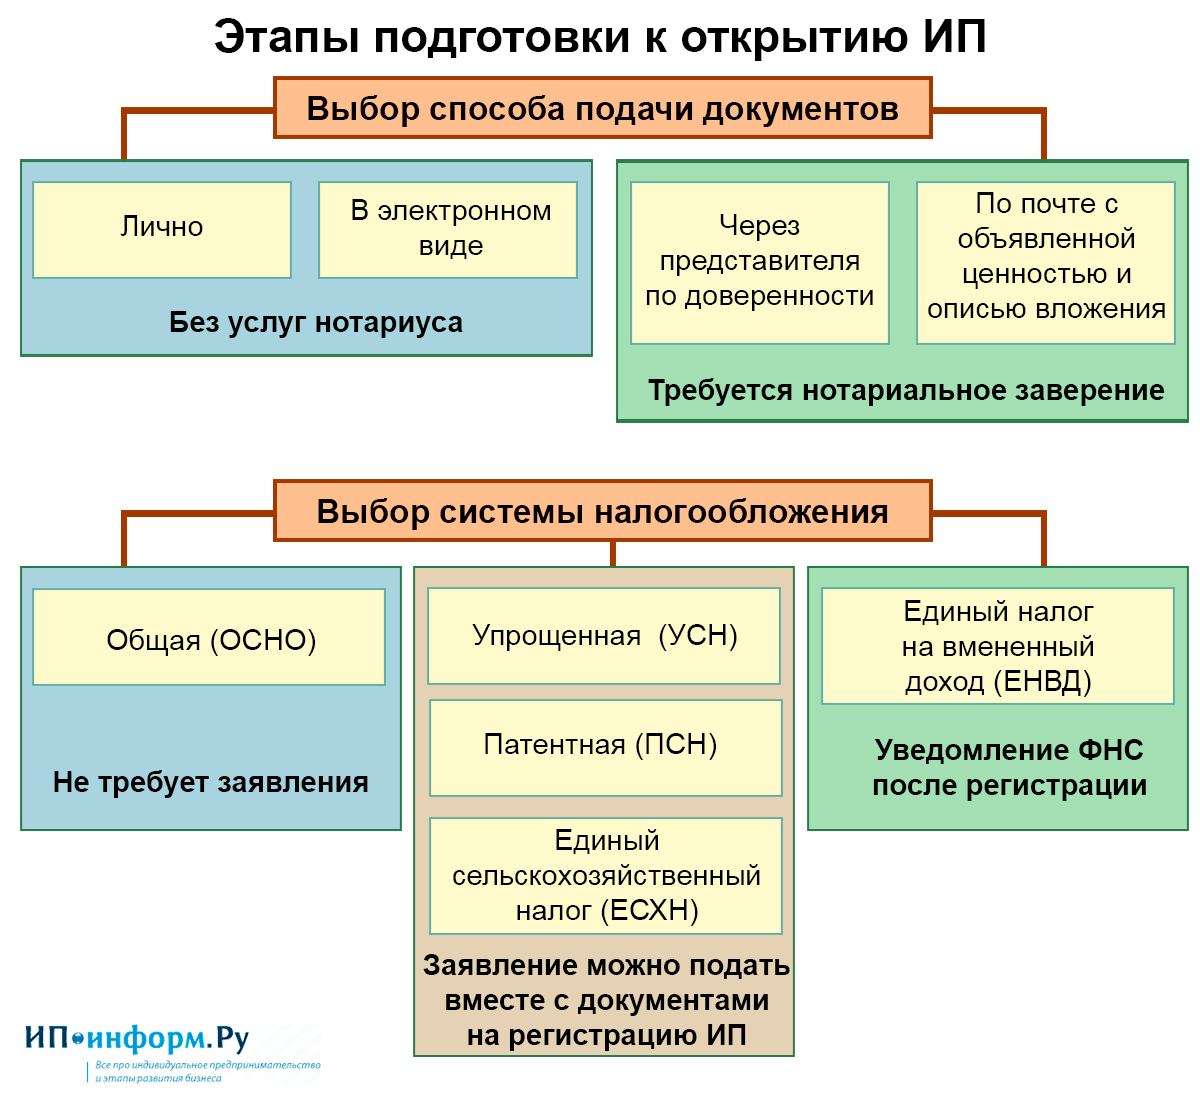 Этапы подготовки к открытию ИП
Выбор способа подачи документов
Лично
В электронном
виде
Без услуг нотариуса
Через
представителя
по доверенности
По почте с
объявленной
ценностью и
описью вложения
Требуется нотариальное заверение
Выбор системы налогообложения
Общая (ОСНО)
Не требует заявления
Упрощенная (УСН)
Патентная (ПСН)
Единый
сельскохозяйственный
налог (ЕСХН)
Заявление можно подать
вместе с документами
на регистрацию ИП
Единый налог
на вмененный
доход (ЕНВД)
Уведомление ФНС
после регистрации
ИП•информ.Ру
Все про индивидуальное предпринимательство
и этапы развития бизнеса